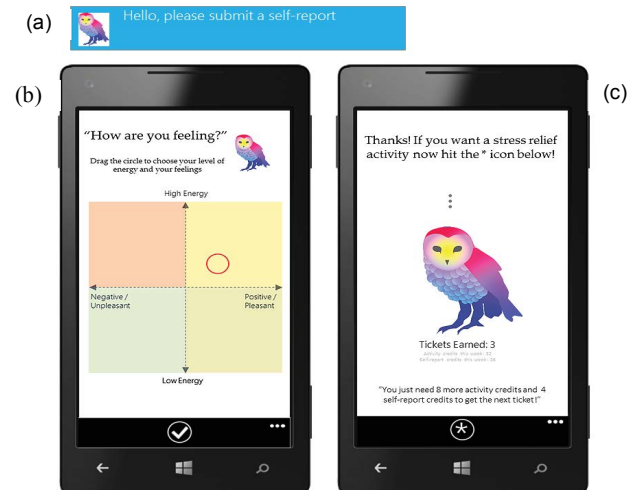 (a)
Hello, please submit a self-report
(b)
(c)
"How are you feeling?"
Drag the circle to choose your level of
energy and your feelings
High Energy
Negative /
Unpleasant
Positive /
Pleasant
Low Energy
Thanks! If you want a stress relief
activity now hit the * icon below!
Tickets Earned: 3
"You just need 8 more activity credits and 4
self-report credits to get the next ticket!"